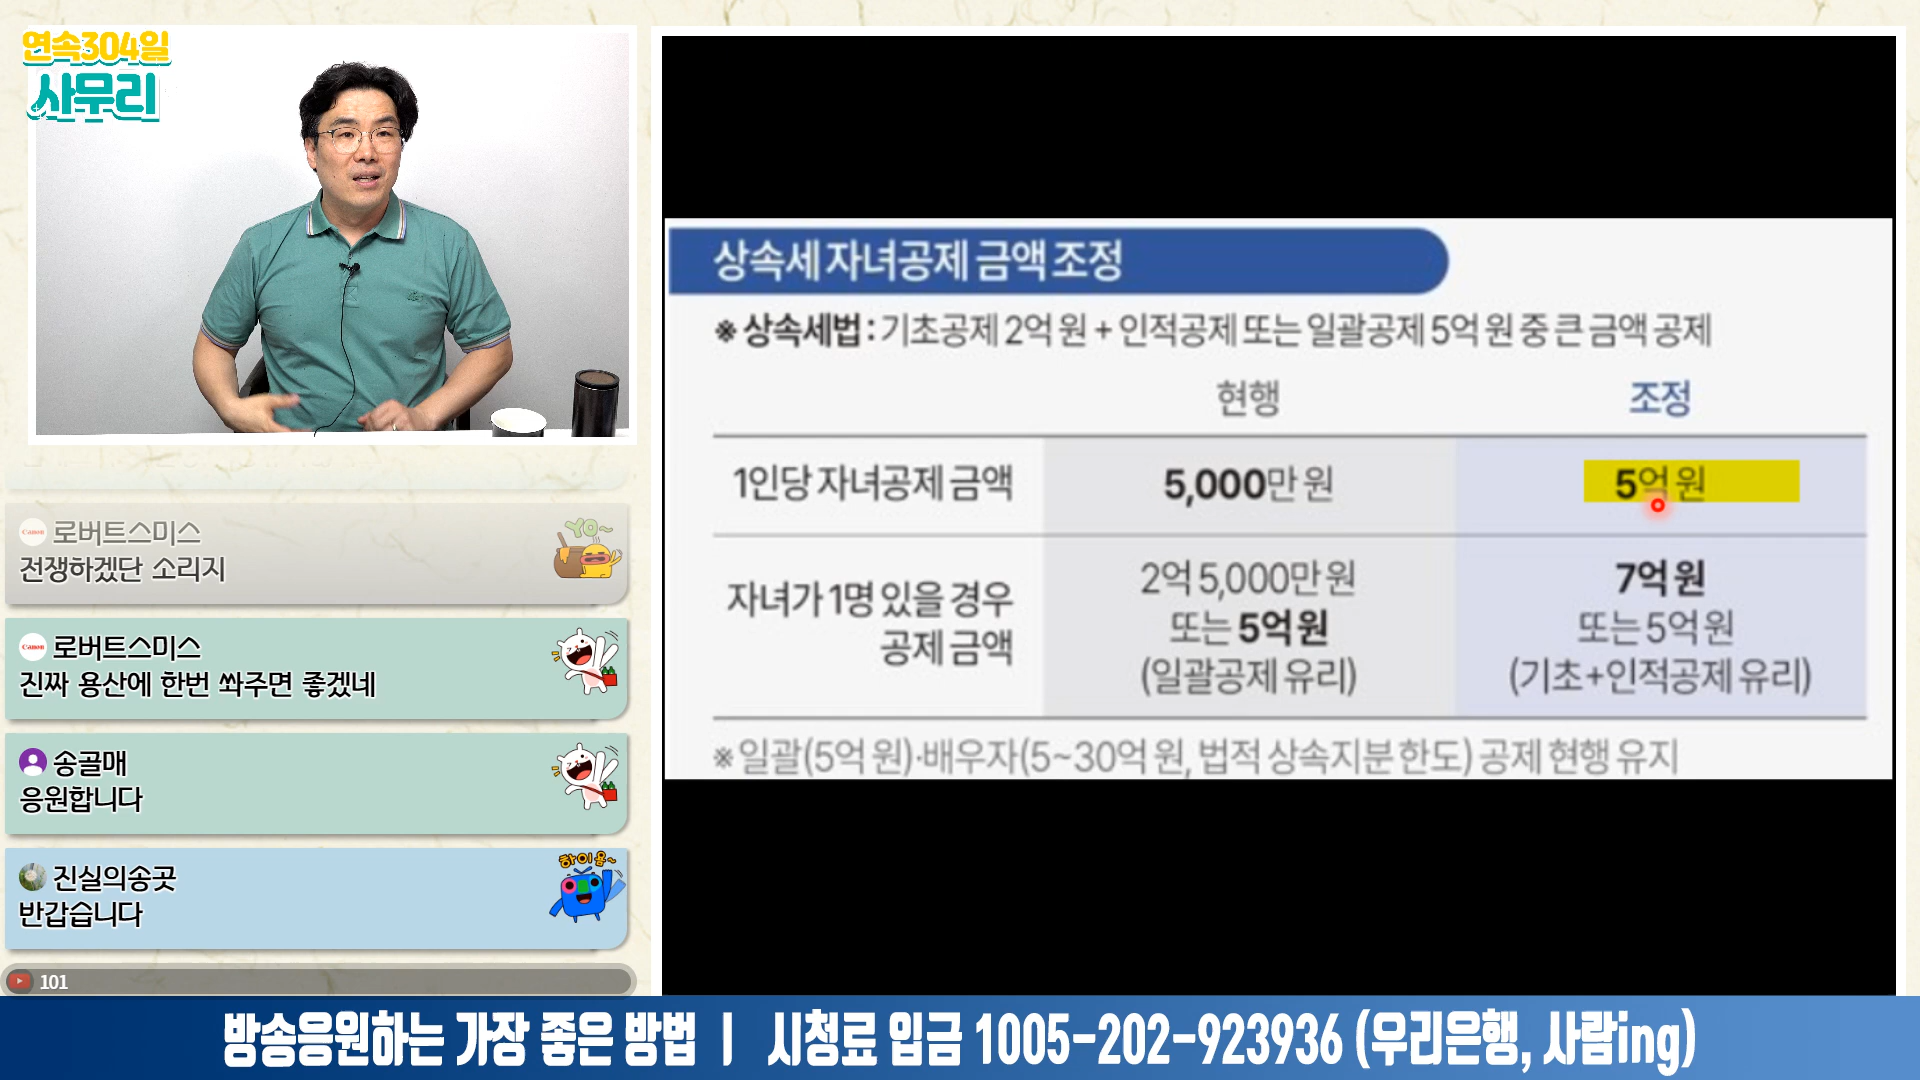 연속304일
사무리
로버트스미스
전쟁하겠단 소리지
로버트스미스
진짜 용산에 한번 쏴주면 좋겠네
송골매
응원합니다
진실의송곳
반갑습니다
101
YO~
하이욤~
상속세 자녀공제 금액 조정
※ 상속세법 : 기초공제 2억 원 + 인적공제 또는 일괄공제 5억 원 중 큰 금액 공제
현행 조정
1인당 자녀공제 금액 5,000만 원 5억 원
자녀가 1명 있을 경우 공제 금액
2억 5,000만 원 또는 5억 원 (일괄공제 유리)
7억 원 또는 5억 원 (기초+인적공제 유리)
※ 일괄(5억 원)·배우자(5~30억 원, 법적 상속지분 한도) 공제 현행 유지
방송응원하는 가장 좋은 방법 | 시청료 입금 1005-202-923936 (우리은행, 사람ing)